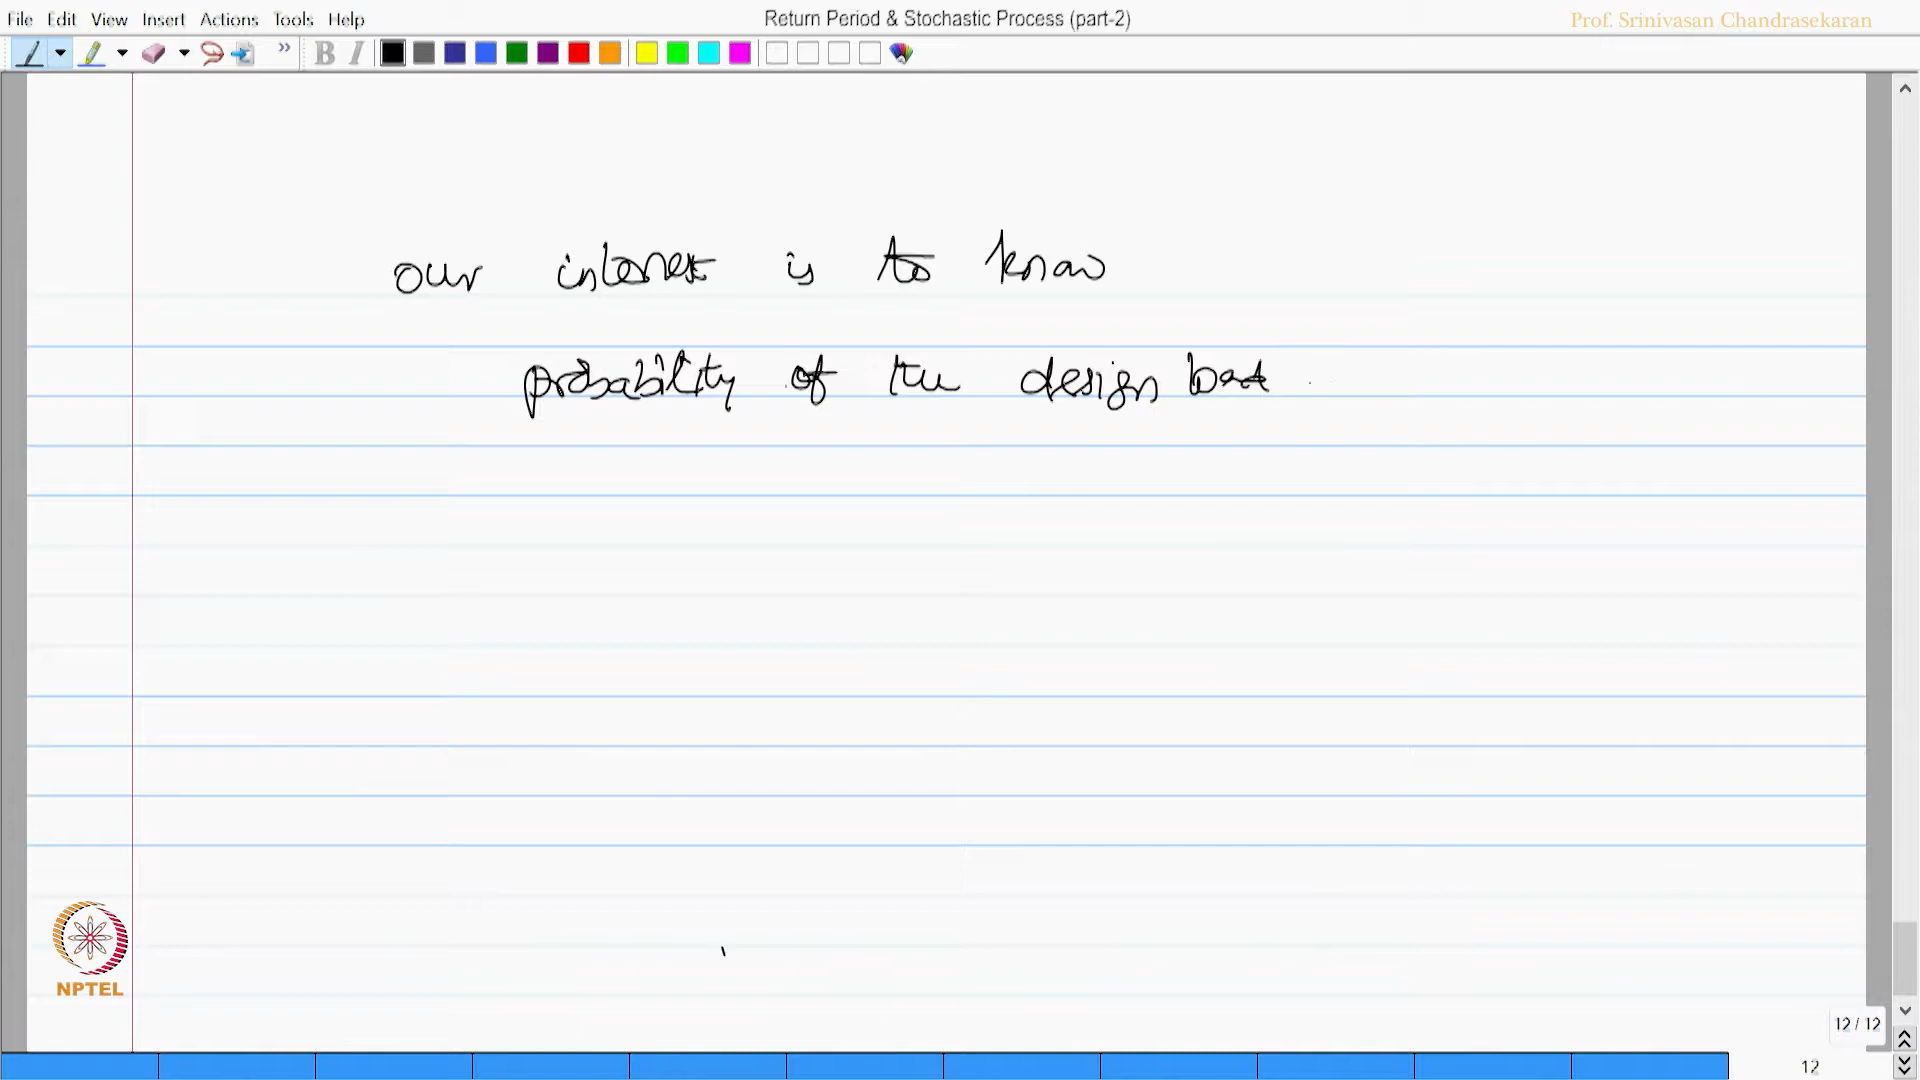 File Edit View Insert Actions Tools Help
Return Period & Stochastic Process (part-2)
Prof. Srinivasan Chandrasekaran
B I
our interest is to know
probability of the design
NPTEL
12 / 12
12